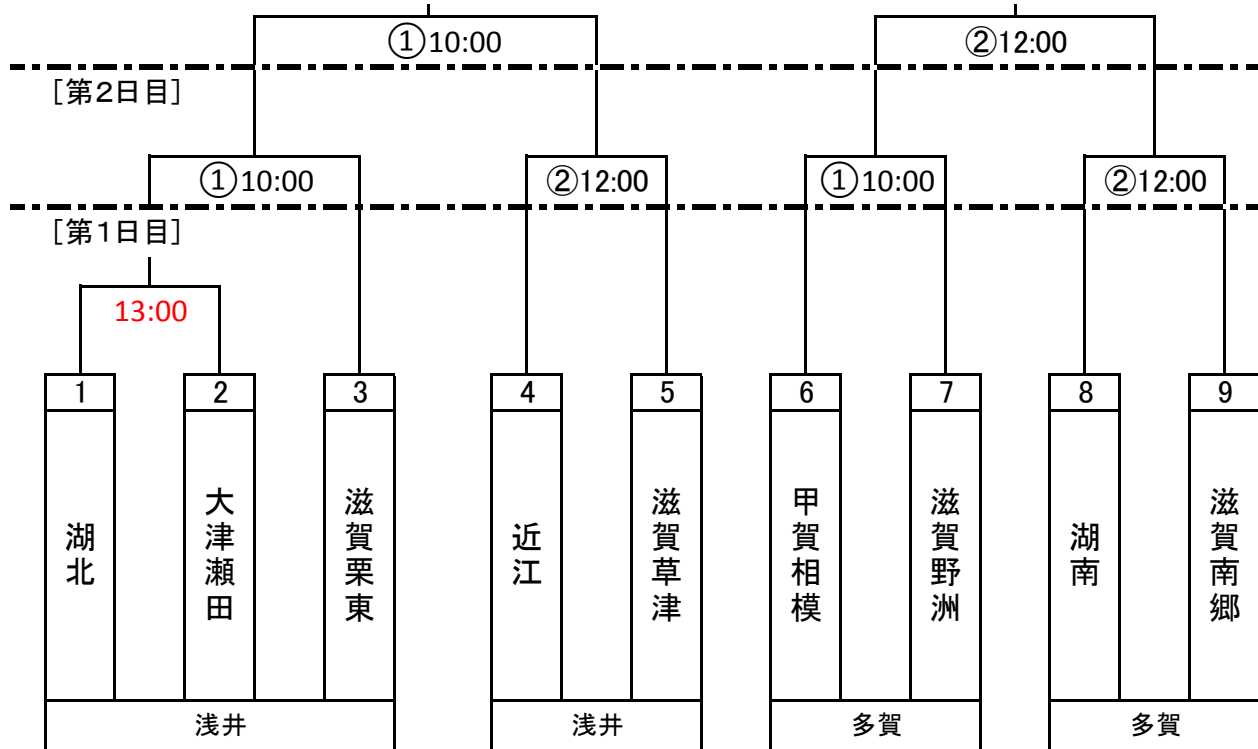 ①10:00
②12:00
[第2日目]
①10:00
②12:00
①10:00
②12:00
[第1日目]
13:00
1
2
3
4
5
6
7
8
9
湖北
大津瀬田
滋賀栗東
近江
滋賀草津
甲賀相模
滋賀野洲
湖南
滋賀南郷
浅井
浅井
多賀
多賀